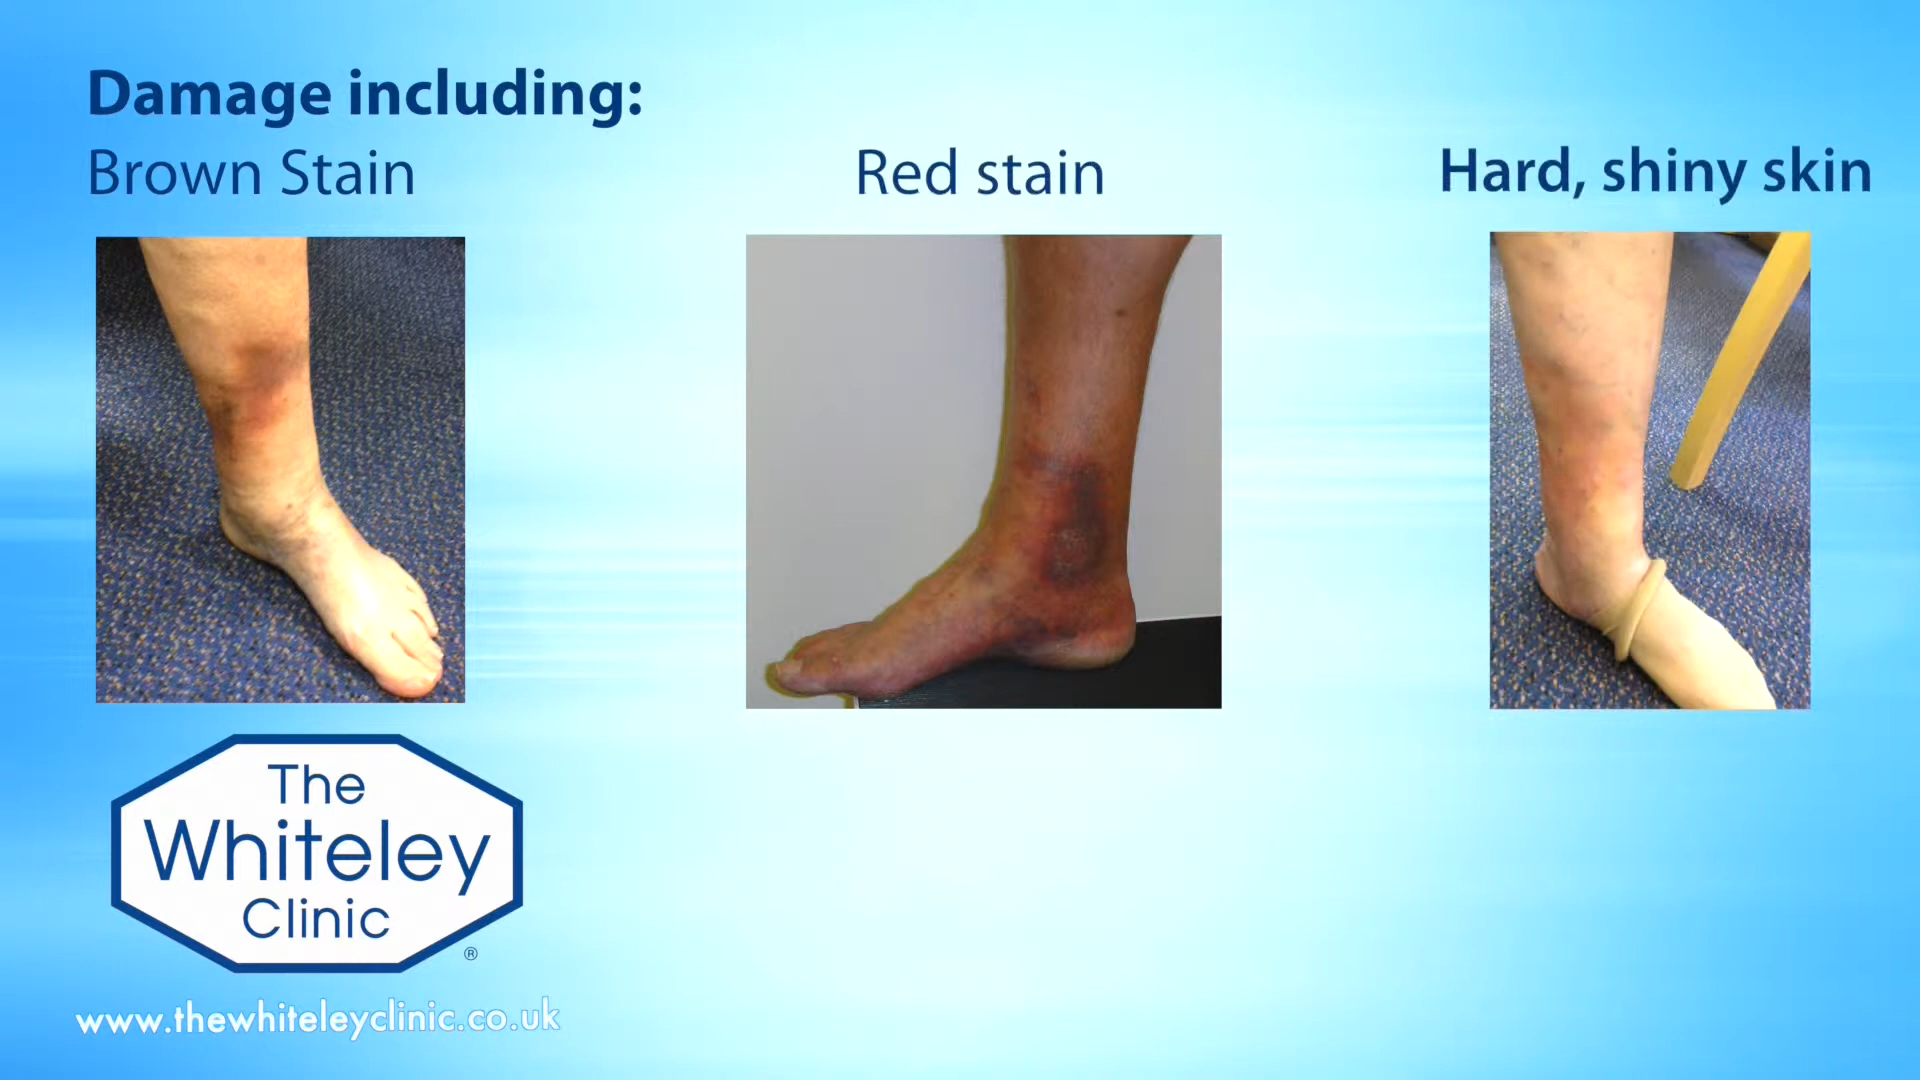 Damage including:
Brown Stain
Red stain
Hard, shiny skin
The
Whiteley
Clinic
®
www.thewhiteleyclinic.co.uk